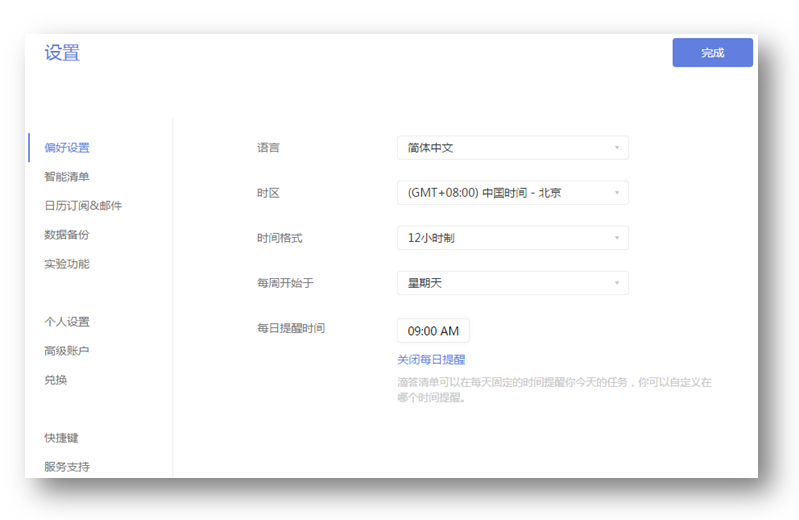 设置
完成
偏好设置
智能清单
日历订阅&邮件
数据备份
实验功能
个人设置
高级账户
兑换
快捷键
服务支持
语言
简体中文
时区
(GMT+08:00) 中国时间 - 北京
时间格式
12小时制
每周开始于
星期天
每日提醒时间
09:00 AM
关闭每日提醒
滴答清单可以在每天固定的时间提醒你今天的任务，你可以自定义在
哪个时间提醒。